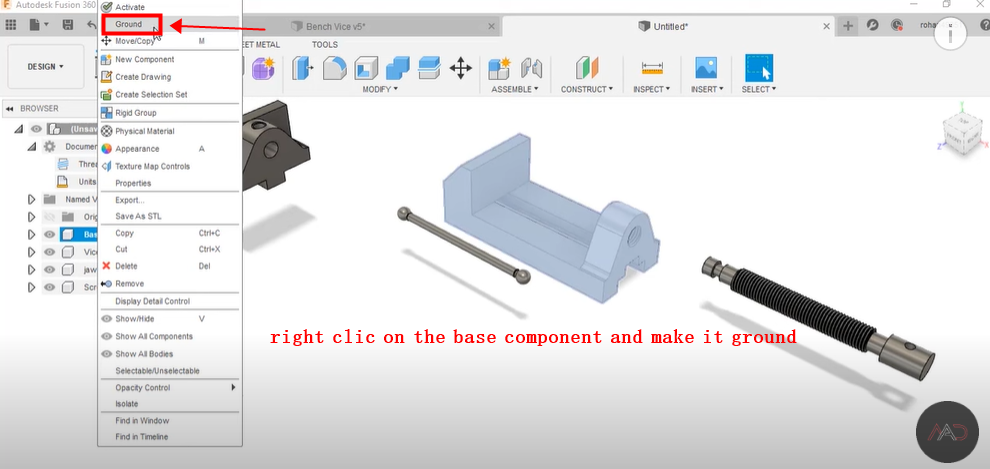 Autodesk Fusion 360
Activate
Ground
Move/Copy M
New Component
Create Drawing
Create Selection Set
Rigid Group
Physical Material
Appearance A
Texture Map Controls
Properties
Export...
Save As STL
Copy Ctrl+C
Cut Ctrl+X
Delete Del
Remove
Display Detail Control
Show/Hide V
Show All Components
Show All Bodies
Selectable/Unselectable
Opacity Control
Isolate
Find in Window
Find in Timeline
Bench Vice v5*
Untitled*
DESIGN
EET METAL
TOOLS
MODIFY
ASSEMBLE
CONSTRUCT
INSPECT
INSERT
SELECT
BROWSER
(Unsav
Docume
Threa
Units
Named V
Orig
Bas
Vice
jaw
Scr
right clic on the base component and make it ground